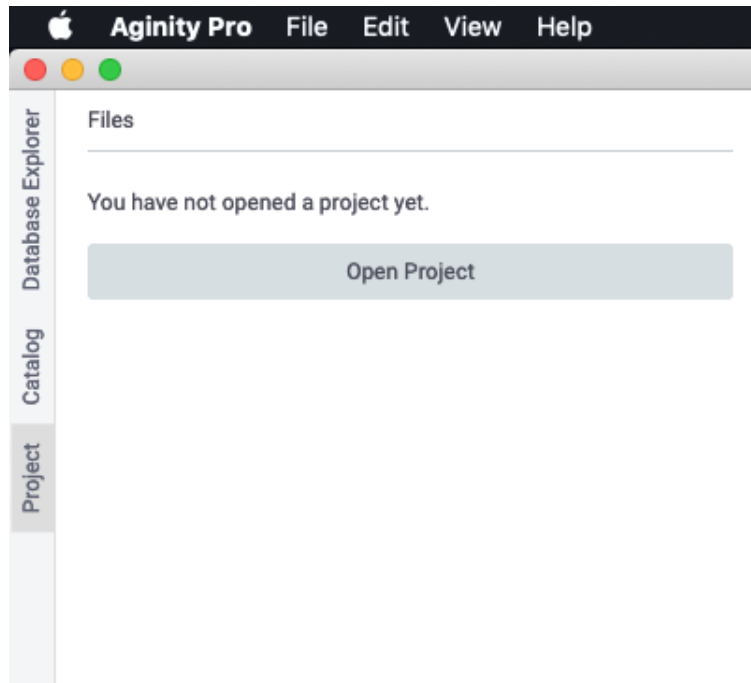 Aginity Pro File Edit View Help
Files
You have not opened a project yet.
Open Project
Database Explorer
Catalog
Project